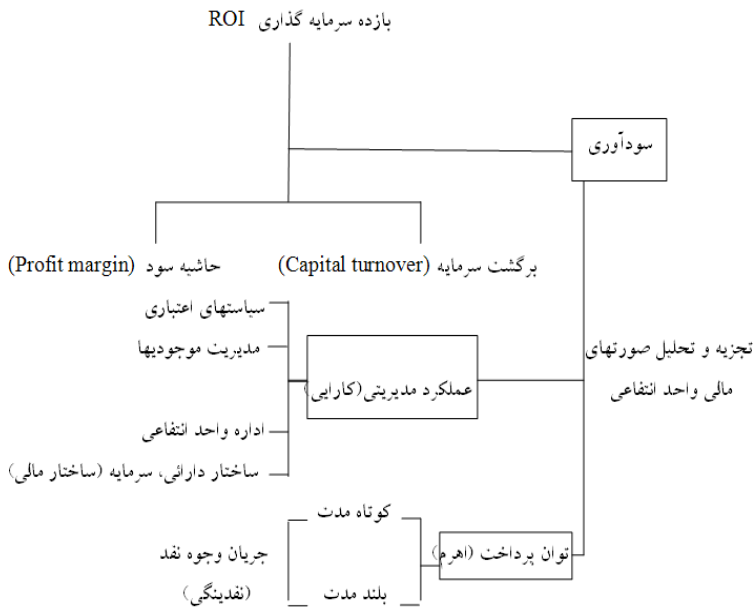 بازده سرمایه گذاری ROI
سودآوری
برگشت سرمایه (Capital turnover)
حاشیه سود (Profit margin)
سیاستهای اعتباری
مدیریت موجودیها
تجزیه و تحلیل صورتهای
مالی واحد انتفاعی
عملکرد مدیریتی(کارایی)
اداره واحد انتفاعی
ساختار دارائی، سرمایه (ساختار مالی)
کوتاه مدت
توان پرداخت (اهرم)
جریان وجوه نفد
(نفدینگی)
بلند مدت